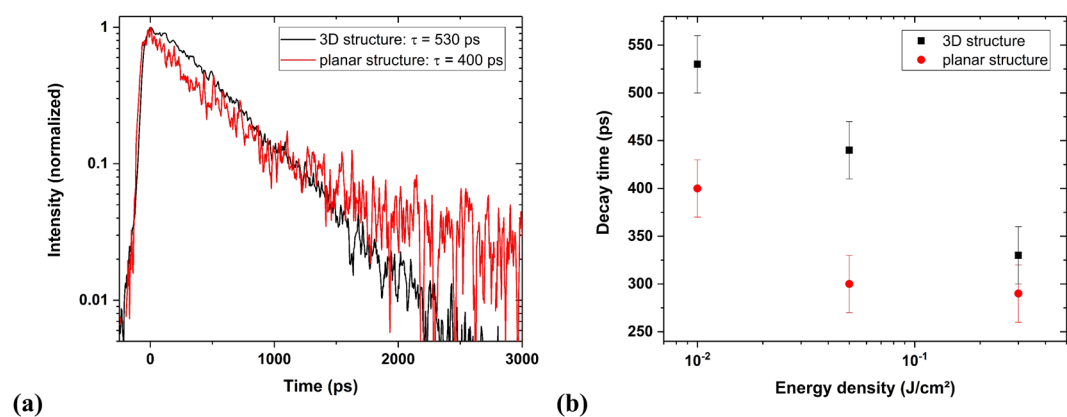 (a)
Intensity (normalized)
1
0.1
0.01
3D structure: τ = 530 ps
planar structure: τ = 400 ps
0
1000
2000
3000
Time (ps)
(b)
Decay time (ps)
550
500
450
400
350
300
250
3D structure
planar structure
10⁻²
10⁻¹
Energy density (J/cm²)